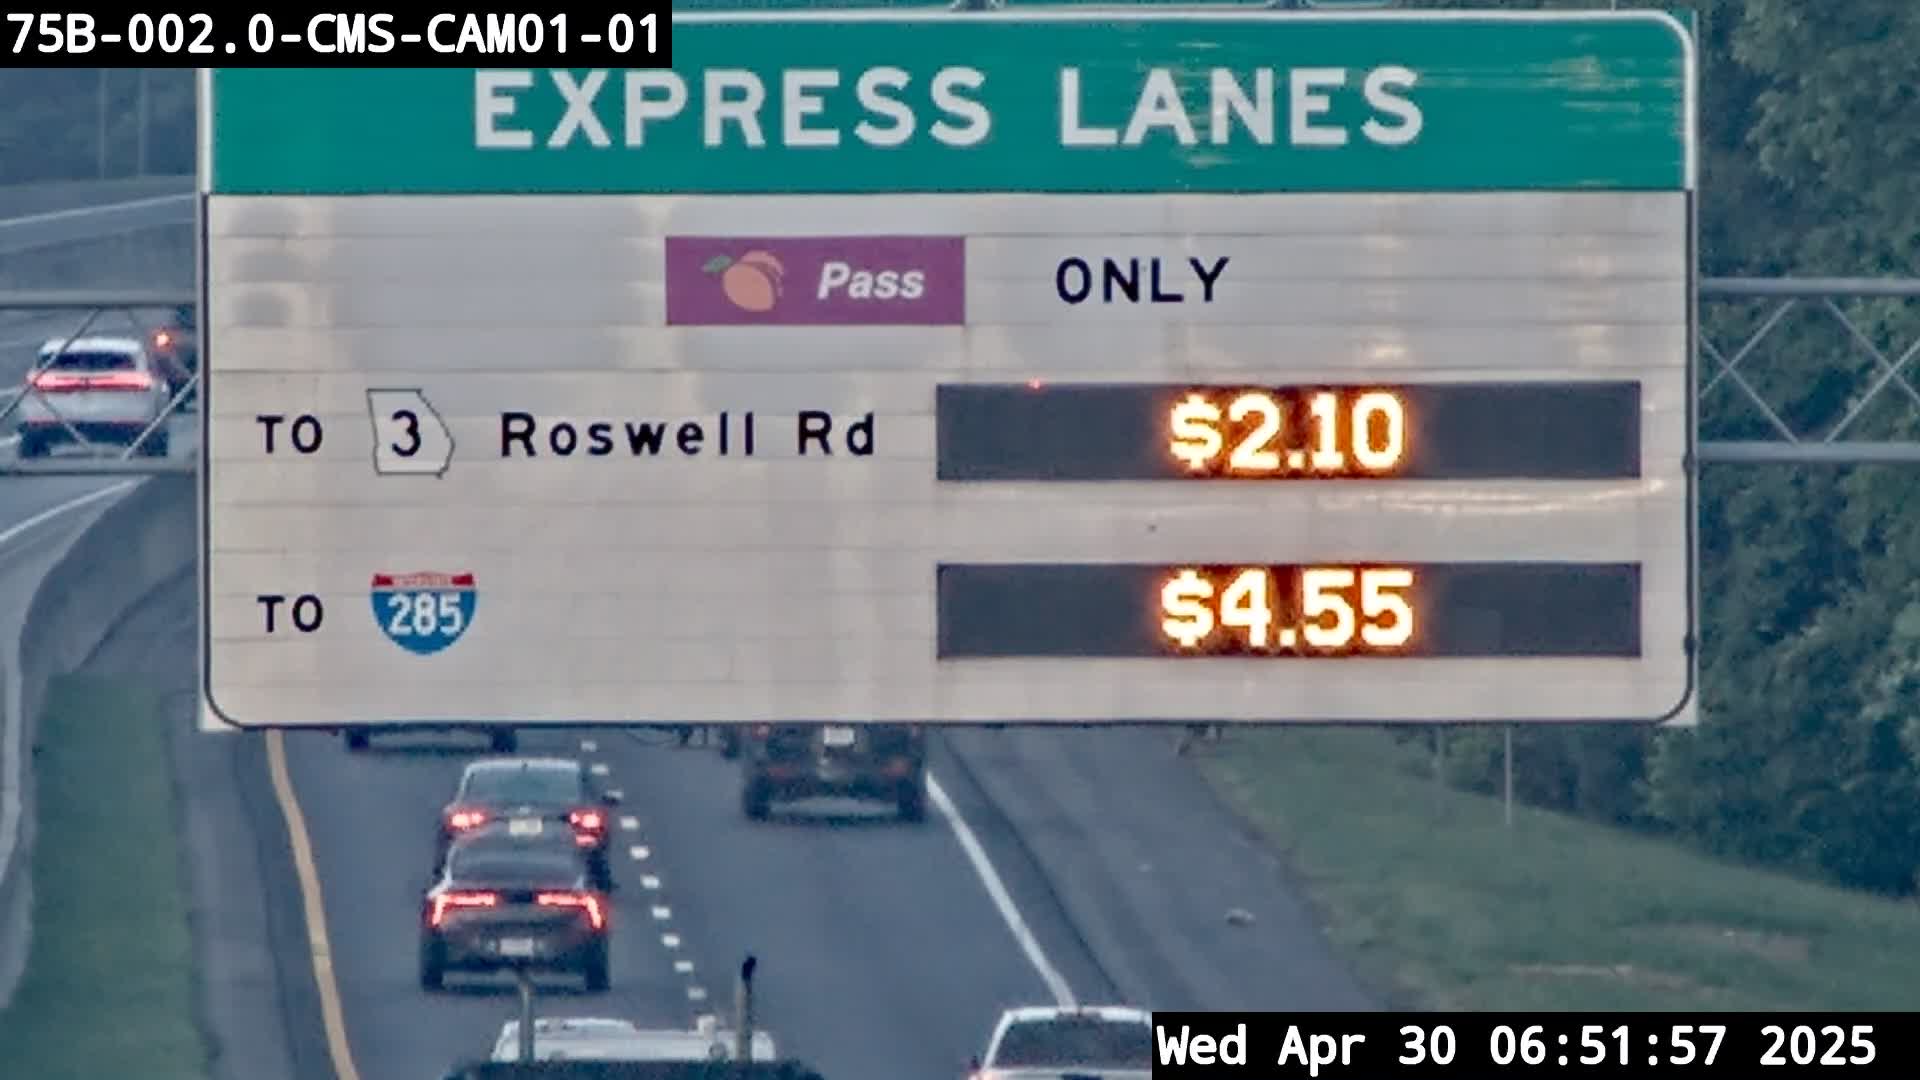 75B-002.0-CMS-CAM01-01
EXPRESS LANES
Pass ONLY
TO 3 Roswell Rd $2.10
TO 285 $4.55
Wed Apr 30 06:51:57 2025